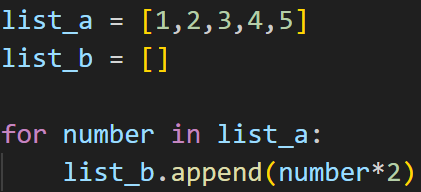 list_a = [1,2,3,4,5]
list_b = []
for number in list_a:
    list_b.append(number*2)